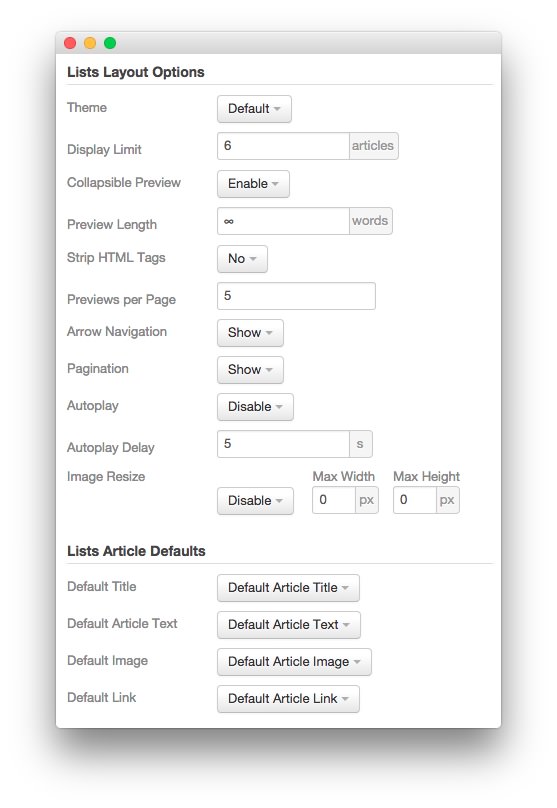 Lists Layout Options
Theme Default
Display Limit 6 articles
Collapsible Preview Enable
Preview Length ∞ words
Strip HTML Tags No
Previews per Page 5
Arrow Navigation Show
Pagination Show
Autoplay Disable
Autoplay Delay 5 s
Image Resize Max Width Max Height
Disable 0 px 0 px
Lists Article Defaults
Default Title Default Article Title
Default Article Text Default Article Text
Default Image Default Article Image
Default Link Default Article Link